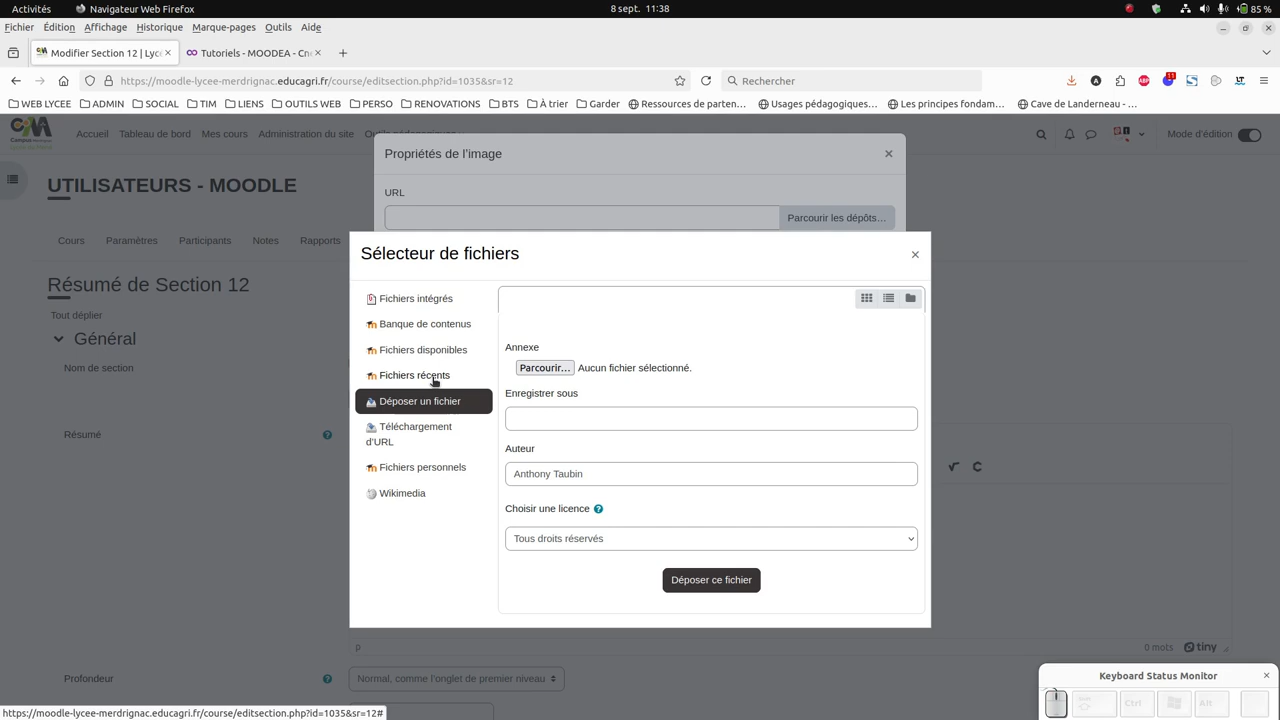 Activités
Navigateur Web Firefox
8 sept. 11:38
85 %
Fichier Édition Affichage Historique Marque-pages Outils Aide
Modifier Section 12 | Lyc
Tutoriels - MOODEA - Cn
https://moodle-lycee-merdrignac.educagri.fr/course/editsection.php?id=1035&sr=12
Rechercher
11
WEB LYCEE ADMIN SOCIAL TIM LIENS OUTILS WEB PERSO RENOVATIONS BTS À trier Garder Ressources de parten… Usages pédagogiques… Les principes fondam… Cave de Landerneau - …
Accueil Tableau de bord Mes cours Administration du site
Mode d'édition
Propriétés de l'image
UTILISATEURS - MOODLE
URL
Parcourir les dépôts...
Cours Paramètres Participants Notes Rapports
Sélecteur de fichiers
Résumé de Section 12
Tout déplier
Général
Nom de section
Résumé
Fichiers intégrés
Banque de contenus
Fichiers disponibles
Fichiers récents
Déposer un fichier
Téléchargement
d'URL
Fichiers personnels
Wikimedia
Annexe
Parcourir… Aucun fichier sélectionné.
Enregistrer sous
Auteur
Anthony Taubin
Choisir une licence
Tous droits réservés
Déposer ce fichier
p
0 mots
tiny
Profondeur
Normal, comme l'onglet de premier niveau
Keyboard Status Monitor
Ctrl
Alt
https://moodle-lycee-merdrignac.educagri.fr/course/editsection.php?id=1035&sr=12#